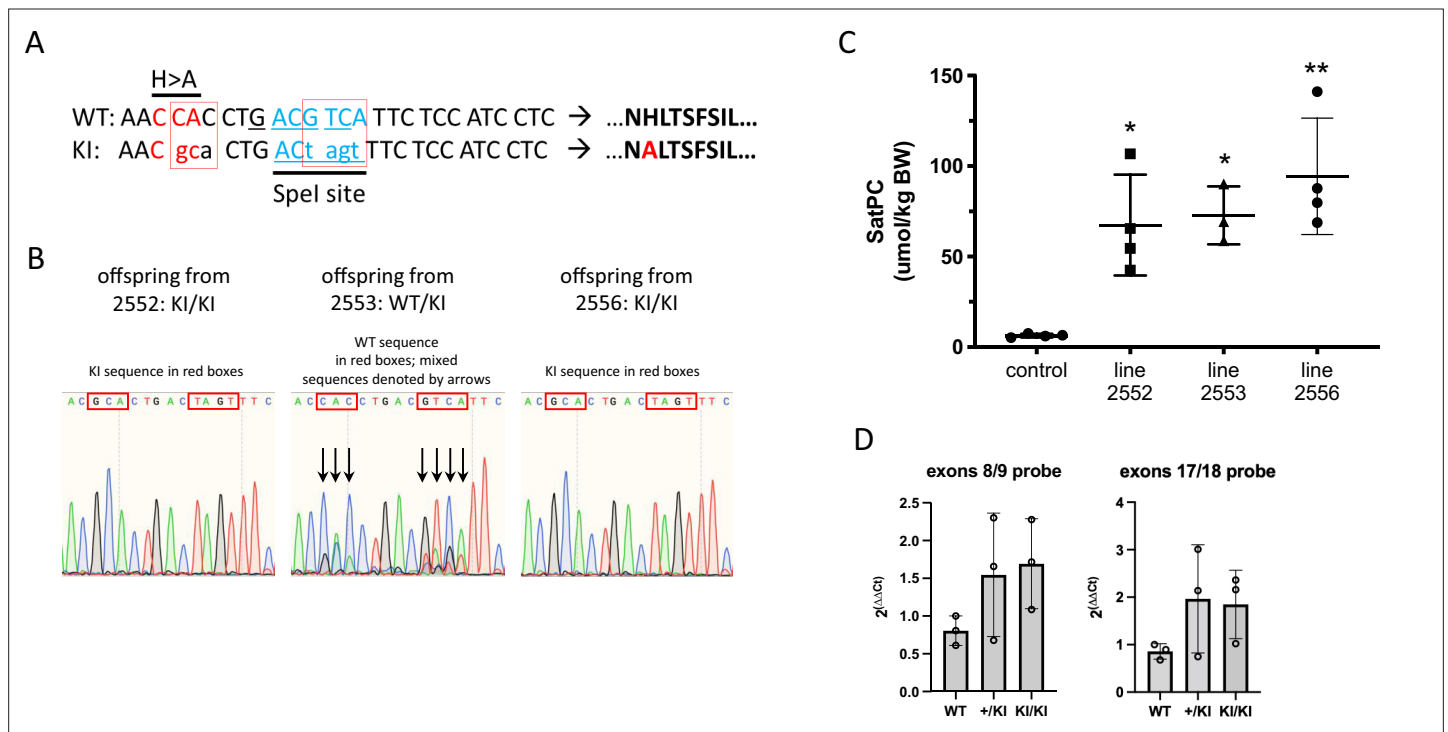 A
H>A
WT: AAC CAC CTG ACG TCA TTC TCC ATC CTC → ...NHLTSFSIL...
KI: AAC gca CTG ACt agt TTC TCC ATC CTC → ...NALTSFSIL...
SpeI site
B
offspring from
2552: KI/KI
offspring from
2553: WT/KI
offspring from
2556: KI/KI
KI sequence in red boxes
WT sequence
in red boxes; mixed
sequences denoted by arrows
KI sequence in red boxes
A C G C A C T G A C T A G T T T C
A C C A C C T G A C G T C A T T C
A C G C A C T G A C T A G T T T C
C
SatPC
(umol/kg BW)
150
100
50
0
*
*
**
control
line
2552
line
2553
line
2556
D
exons 8/9 probe
2(ΔΔCt)
2.5
2.0
1.5
1.0
0.5
0.0
WT +/KI KI/KI
exons 17/18 probe
2(ΔΔCt)
4
3
2
1
0
WT +/KI KI/KI